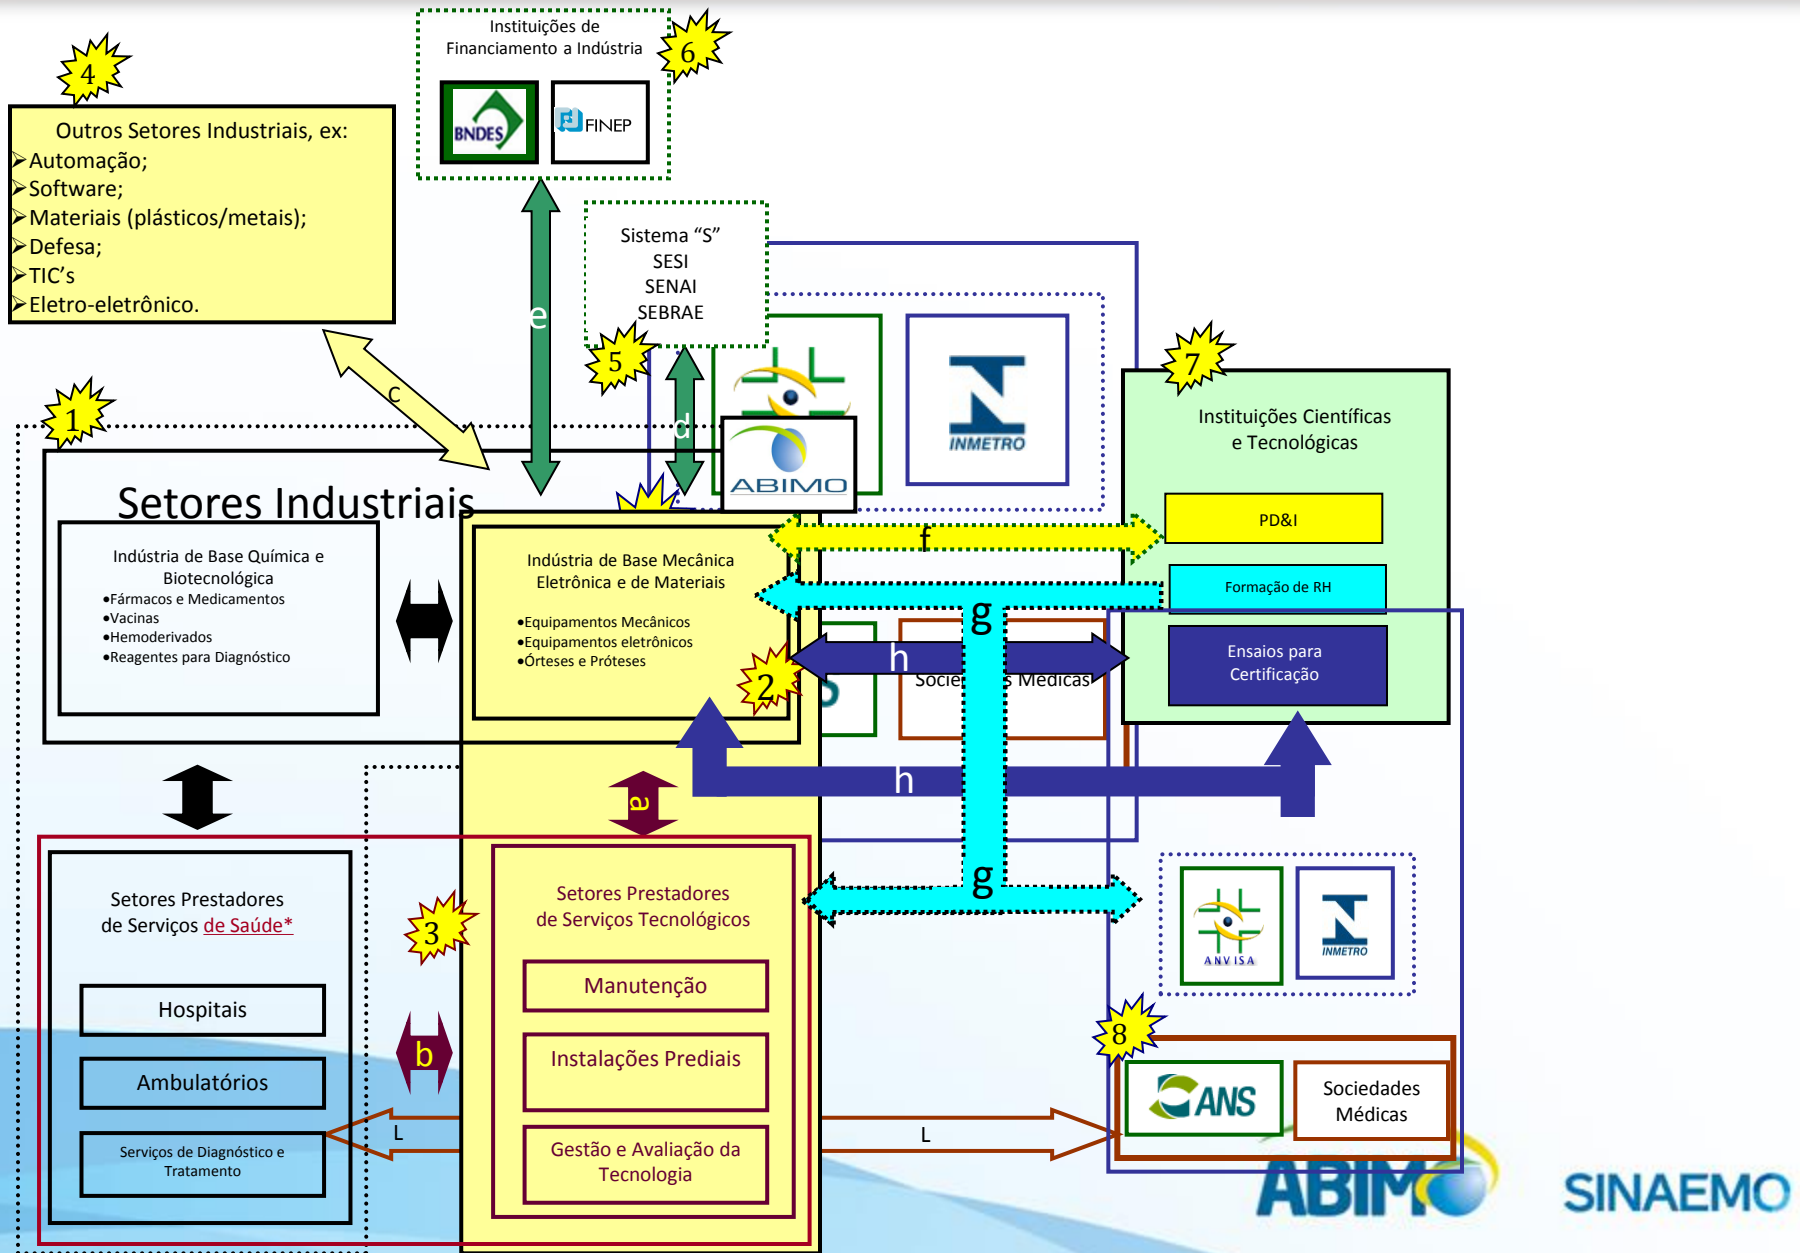 Instituições de
Financiamento a Indústria
6
BNDES
FINEP
4
Outros Setores Industriais, ex:
➢Automação;
➢Software;
➢Materiais (plásticos/metais);
➢Defesa;
➢TIC's
➢Eletro-eletrônico.
Sistema “S”
SESI
SENAI
SEBRAE
5
e
c
d
INMETRO
ABIMO
7
Instituições Científicas
e Tecnológicas
PD&I
Formação de RH
Ensaios para
Certificação
1
Setores Industriais
Indústria de Base Química e
Biotecnológica
•Fármacos e Medicamentos
•Vacinas
•Hemoderivados
•Reagentes para Diagnóstico
Indústria de Base Mecânica
Eletrônica e de Materiais
•Equipamentos Mecânicos
•Equipamentos eletrônicos
•Órteses e Próteses
2
f
g
h
Médicas
h
a
g
Setores Prestadores
de Serviços de Saúde*
Hospitais
Ambulatórios
Serviços de Diagnóstico e
Tratamento
3
b
Setores Prestadores
de Serviços Tecnológicos
Manutenção
Instalações Prediais
Gestão e Avaliação da
Tecnologia
L
L
ANVISA
INMETRO
8
ANS
Sociedades
Médicas
ABIMO
SINAEMO